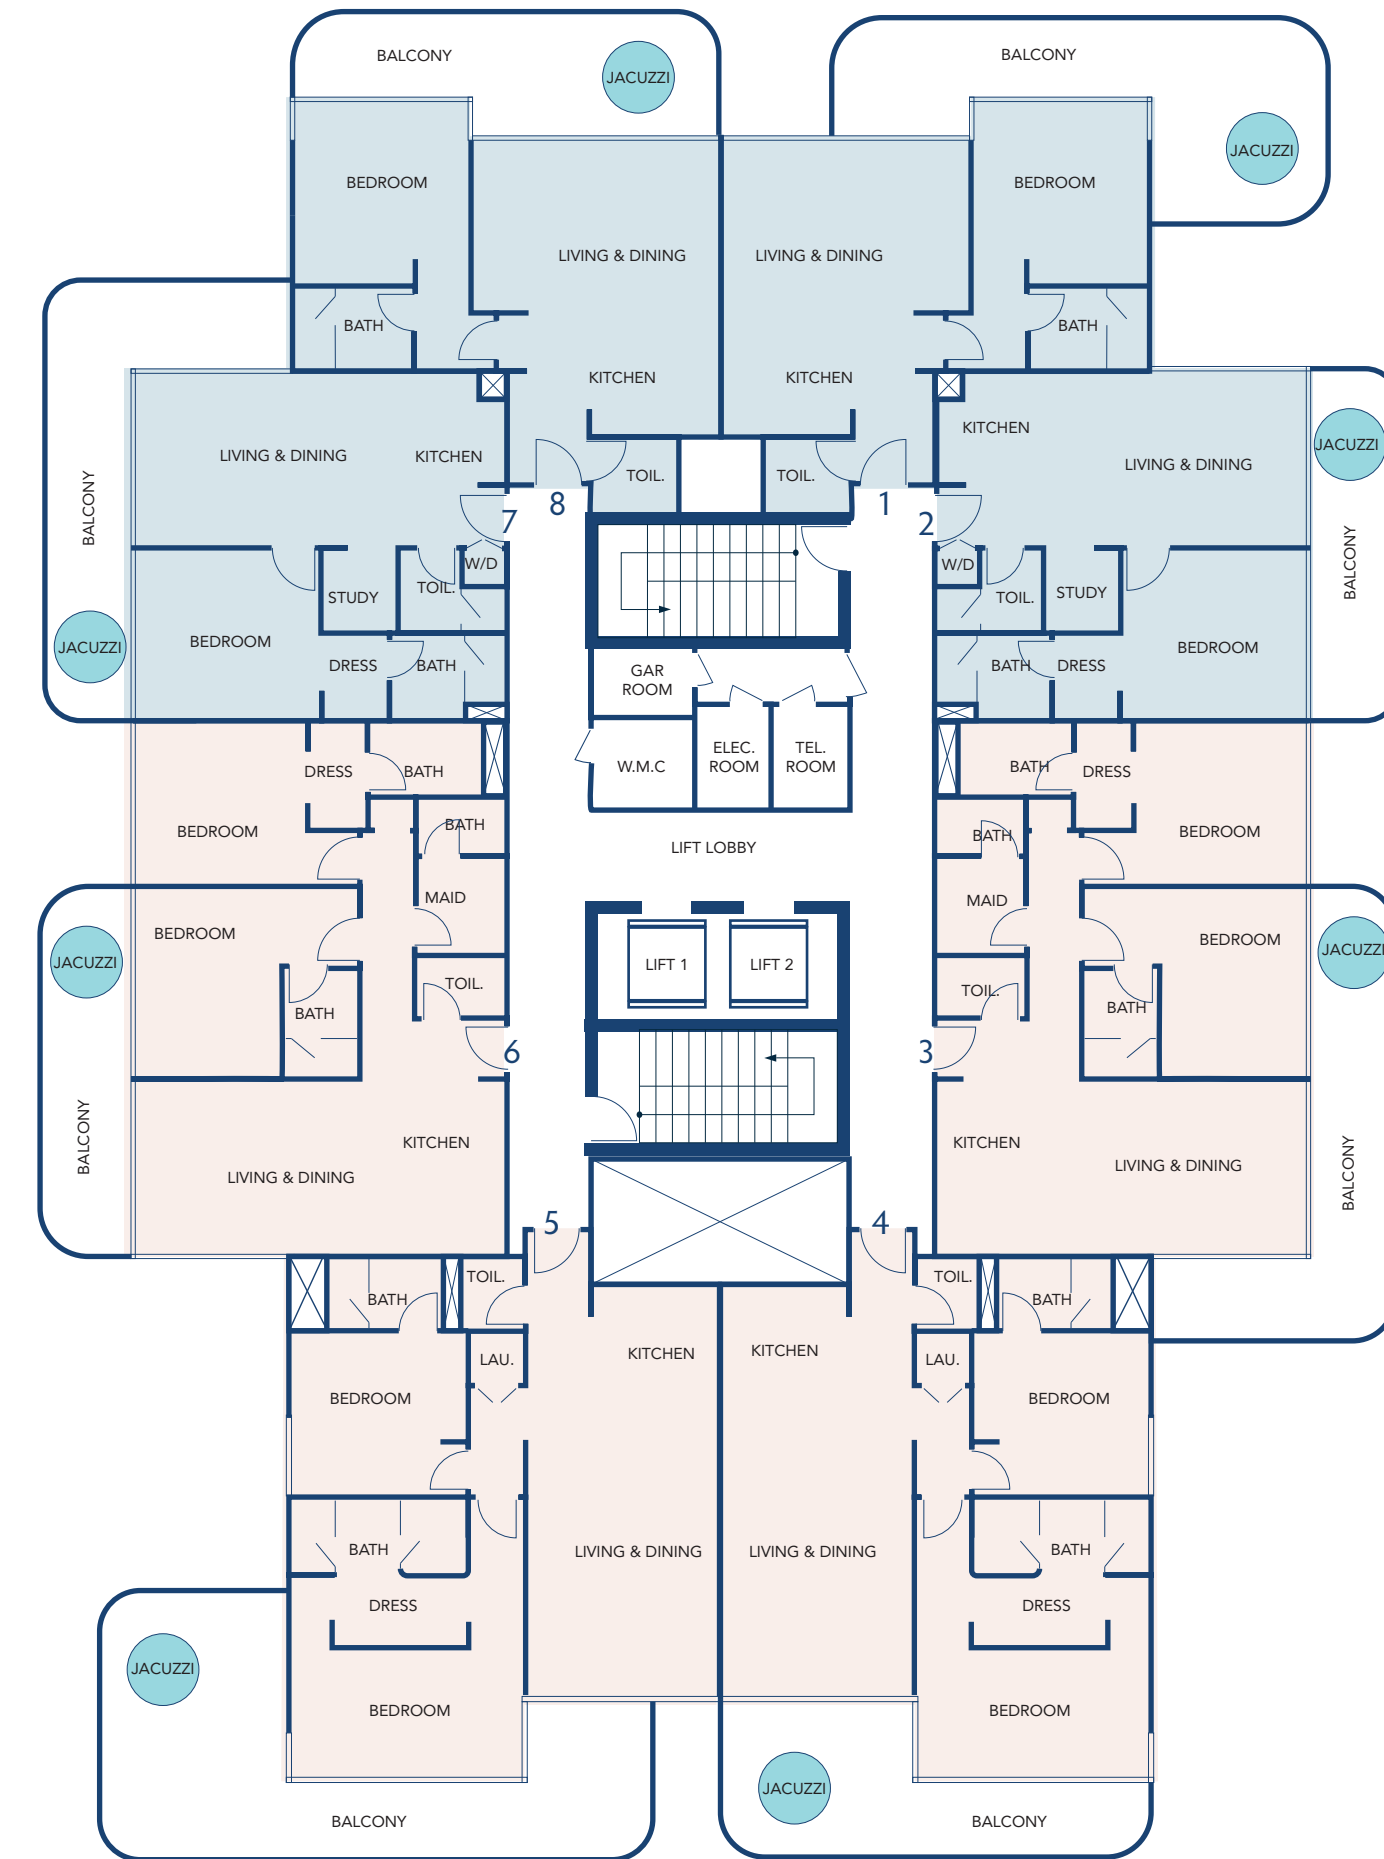 BALCONY
JACUZZI
BALCONY
JACUZZI
BEDROOM
BEDROOM
LIVING & DINING
LIVING & DINING
BATH
BATH
KITCHEN
KITCHEN
BALCONY
LIVING & DINING
KITCHEN
TOIL.
TOIL.
KITCHEN
LIVING & DINING
JACUZZI
8
1
7
2
W/D
W/D
STUDY
TOIL.
TOIL.
STUDY
BALCONY
JACUZZI
BEDROOM
DRESS
BATH
BATH
DRESS
BEDROOM
GAR
ROOM
DRESS
BATH
W.M.C
ELEC.
ROOM
TEL.
ROOM
BATH
DRESS
BEDROOM
BATH
LIFT LOBBY
BATH
BEDROOM
MAID
MAID
JACUZZI
BEDROOM
LIFT 1
LIFT 2
BEDROOM
JACUZZI
TOIL.
TOIL.
BATH
BATH
6
3
BALCONY
KITCHEN
KITCHEN
LIVING & DINING
LIVING & DINING
BALCONY
5
4
TOIL.
TOIL.
BATH
BATH
LAU.
KITCHEN
KITCHEN
LAU.
BEDROOM
BEDROOM
BATH
LIVING & DINING
LIVING & DINING
BATH
DRESS
DRESS
JACUZZI
BEDROOM
BEDROOM
JACUZZI
BALCONY
BALCONY